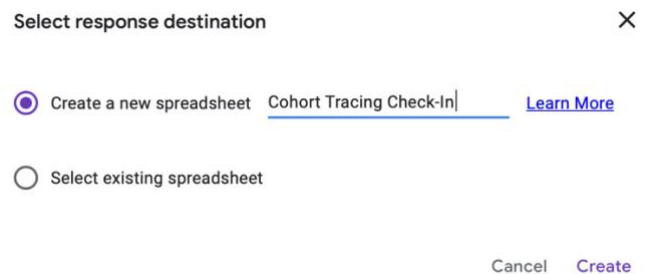 Select response destination
Create a new spreadsheet Cohort Tracing Check-In Learn More
Select existing spreadsheet
Cancel Create